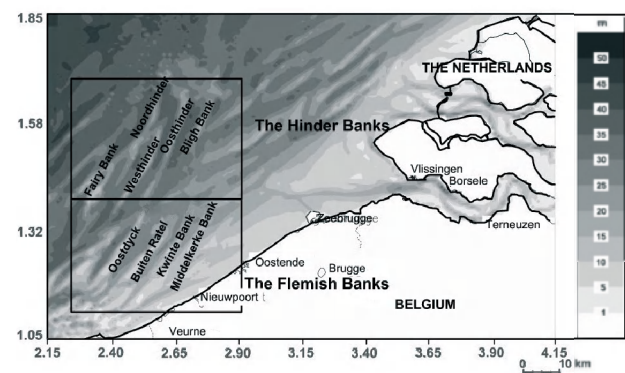 1.85
m
50
45
THE NETHERLANDS
40
Noordhinder
Oosthinder
Bligh Bank
1.58
The Hinder Banks
35
Fairy Bank
Westhinder
30
Vlissingen
Borsele
25
20
Zeebrugge
Terneuzen
1.32
15
Oostdyck
Buiten Ratel
Kwinte Bank
Middelkerke Bank
Oostende
Brugge
10
The Flemish Banks
5
Nieuwpoort
BELGIUM
1
Veurne
1.05
2.15 2.40 2.65 2.90 3.15 3.40 3.65 3.90 4.15
0 10 km